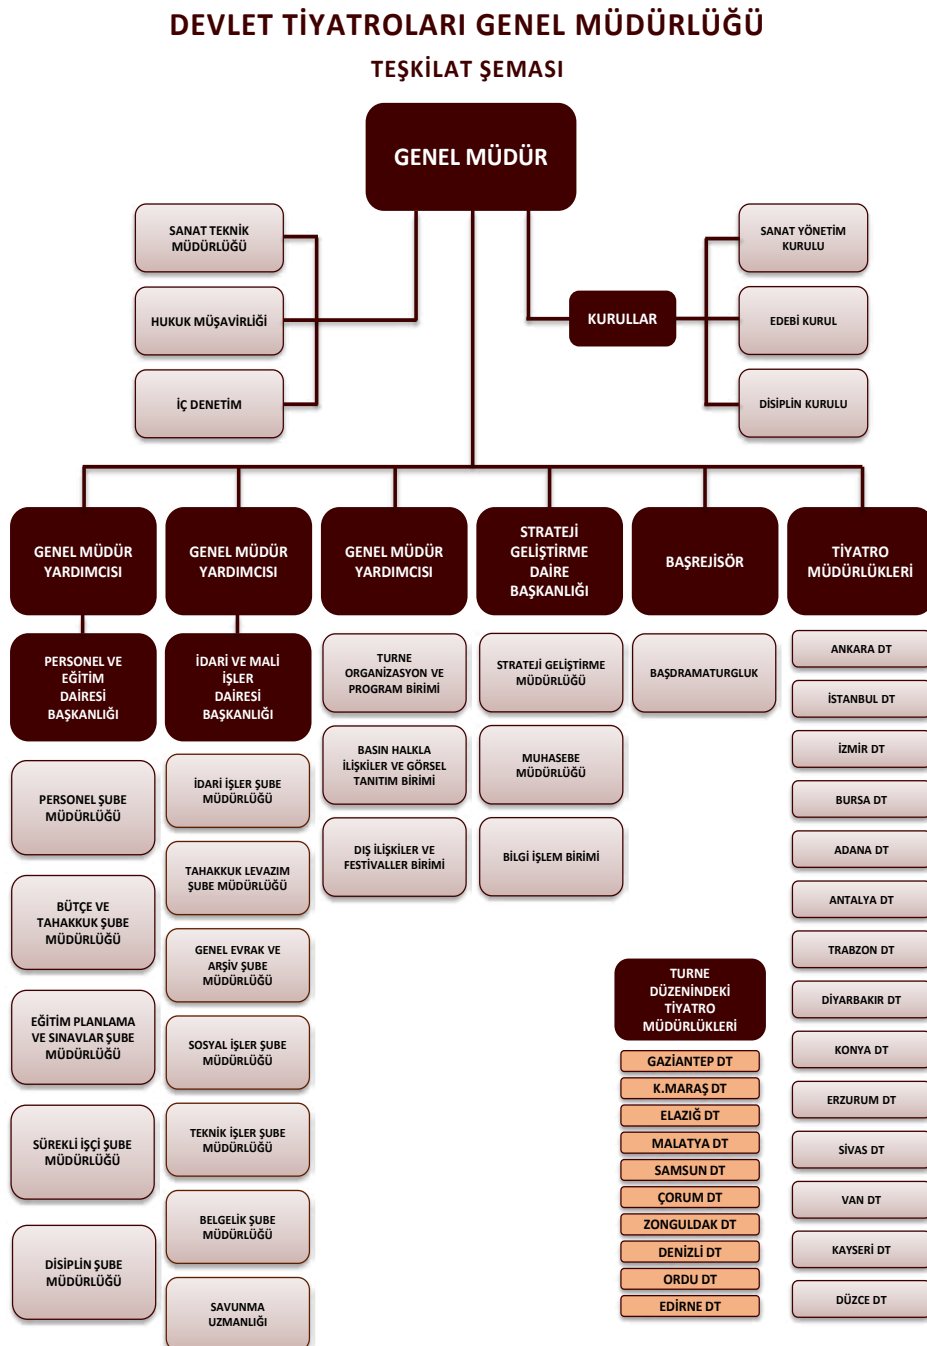 DEVLET TİYATROLARI GENEL MÜDÜRLÜĞÜ
TEŞKİLAT ŞEMASI
GENEL MÜDÜR
SANAT TEKNİK
MÜDÜRLÜĞÜ
HUKUK MÜŞAVİRLİĞİ
İÇ DENETİM
KURULLAR
SANAT YÖNETİM
KURULU
EDEBİ KURUL
DİSİPLİN KURULU
GENEL MÜDÜR
YARDIMCISI
PERSONEL VE
EĞİTİM
DAİRESİ
BAŞKANLIĞI
PERSONEL ŞUBE
MÜDÜRLÜĞÜ
BÜTÇE VE
TAHAKKUK ŞUBE
MÜDÜRLÜĞÜ
EĞİTİM PLANLAMA
VE SINAVLAR ŞUBE
MÜDÜRLÜĞÜ
SÜREKLİ İŞÇİ ŞUBE
MÜDÜRLÜĞÜ
DİSİPLİN ŞUBE
MÜDÜRLÜĞÜ
GENEL MÜDÜR
YARDIMCISI
İDARİ VE MALİ
İŞLER
DAİRESİ
BAŞKANLIĞI
İDARİ İŞLER ŞUBE
MÜDÜRLÜĞÜ
TAHAKKUK LEVAZIM
ŞUBE MÜDÜRLÜĞÜ
GENEL EVRAK VE
ARŞİV ŞUBE
MÜDÜRLÜĞÜ
SOSYAL İŞLER ŞUBE
MÜDÜRLÜĞÜ
TEKNİK İŞLER ŞUBE
MÜDÜRLÜĞÜ
BELGELİK ŞUBE
MÜDÜRLÜĞÜ
SAVUNMA
UZMANLIĞI
GENEL MÜDÜR
YARDIMCISI
TURNE
ORGANİZASYON VE
PROGRAM BİRİMİ
BASIN HALKLA
İLİŞKİLER VE GÖRSEL
TANITIM BİRİMİ
DIŞ İLİŞKİLER VE
FESTİVALLER BİRİMİ
STRATEJİ
GELİŞTİRME
DAİRE
BAŞKANLIĞI
STRATEJİ GELİŞTİRME
MÜDÜRLÜĞÜ
MUHASEBE
MÜDÜRLÜĞÜ
BİLGİ İŞLEM BİRİMİ
BAŞREJİSÖR
BAŞDRAMATURGLUK
TURNE
DÜZENİNDEKİ
TİYATRO
MÜDÜRLÜKLERİ
GAZİANTEP DT
K.MARAŞ DT
ELAZIĞ DT
MALATYA DT
SAMSUN DT
ÇORUM DT
ZONGULDAK DT
DENİZLİ DT
ORDU DT
EDİRNE DT
TİYATRO
MÜDÜRLÜKLERİ
ANKARA DT
İSTANBUL DT
İZMİR DT
BURSA DT
ADANA DT
ANTALYA DT
TRABZON DT
DİYARBAKIR DT
KONYA DT
ERZURUM DT
SİVAS DT
VAN DT
KAYSERİ DT
DÜZCE DT